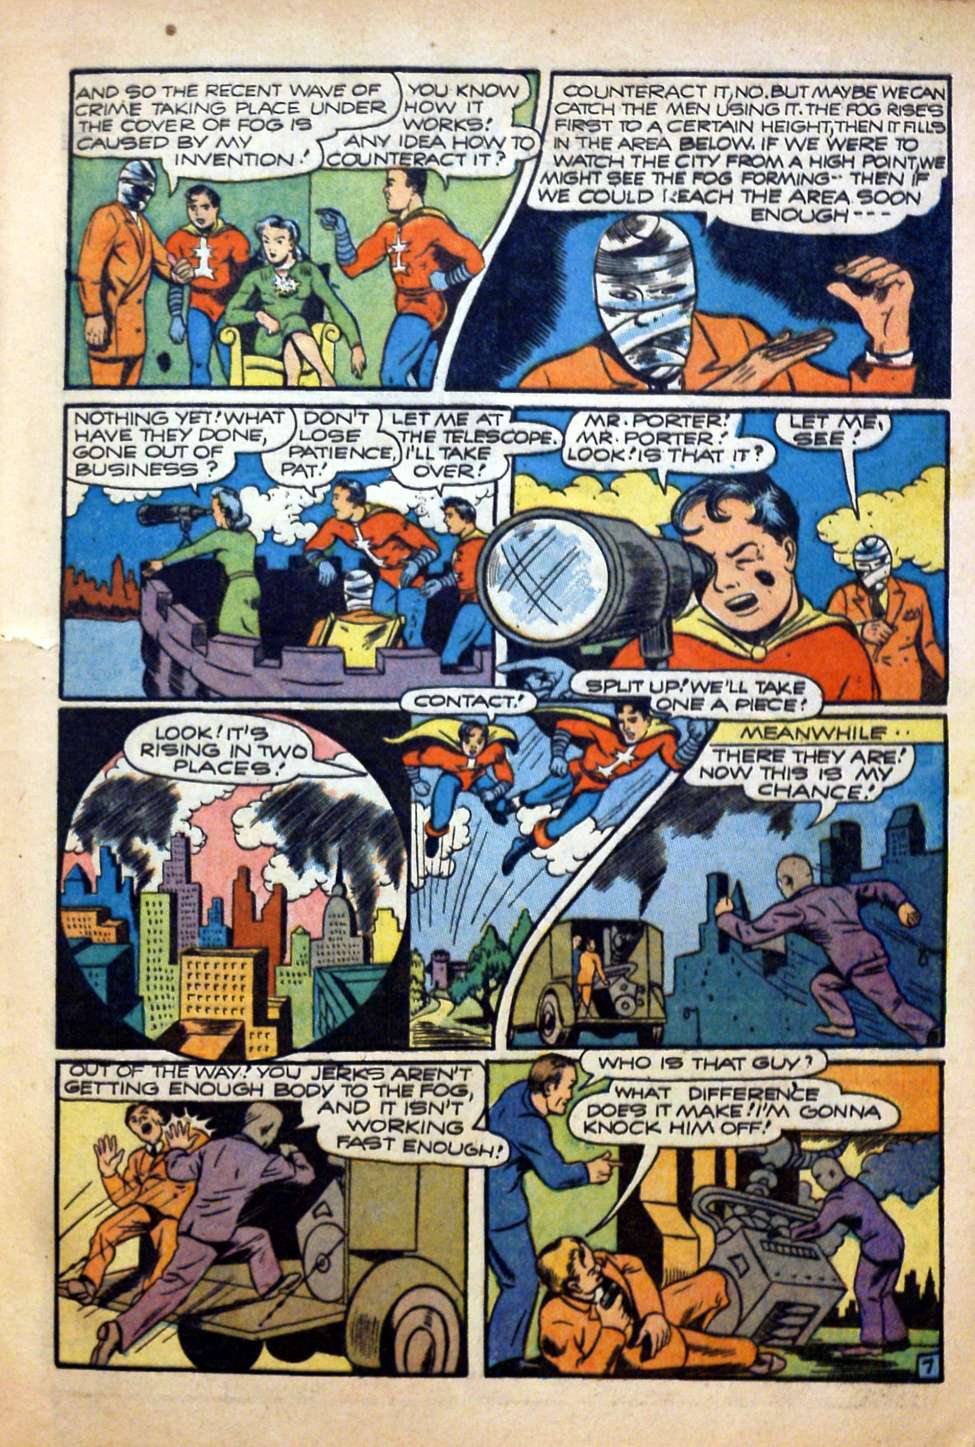 AND SO THE RECENT WAVE OF
CRIME TAKING PLACE UNDER
THE COVER OF FOG IS
CAUSED BY MY
INVENTION!
YOU KNOW
HOW IT
WORKS!
ANY IDEA HOW TO
COUNTERACT IT?
COUNTERACT IT, NO. BUT MAYBE WE CAN
CATCH THE MEN USING IT. THE FOG RISES
FIRST TO A CERTAIN HEIGHT, THEN IT FILLS
IN THE AREA BELOW. IF WE WERE TO
WATCH THE CITY FROM A HIGH POINT, WE
MIGHT SEE THE FOG FORMING-- THEN IF
WE COULD REACH THE AREA SOON
ENOUGH---
NOTHING YET! WHAT
HAVE THEY DONE,
GONE OUT OF
BUSINESS?
DON'T
LOSE
PATIENCE,
PAT!
LET ME AT
THE TELESCOPE.
I'LL TAKE
OVER!
MR. PORTER!
MR. PORTER!
LOOK! IS THAT IT?
LET ME
SEE!
LOOK! IT'S
RISING IN TWO
PLACES!
CONTACT!
SPLIT UP! WE'LL TAKE
ONE A PIECE!
MEANWHILE..
THERE THEY ARE!
NOW THIS IS MY
CHANCE!
OUT OF THE WAY! YOU JERKS AREN'T
GETTING ENOUGH BODY TO THE FOG,
AND IT ISN'T
WORKING
FAST ENOUGH!
WHO IS THAT GUY?
WHAT DIFFERENCE
DOES IT MAKE! I'M GONNA
KNOCK HIM OFF!
7